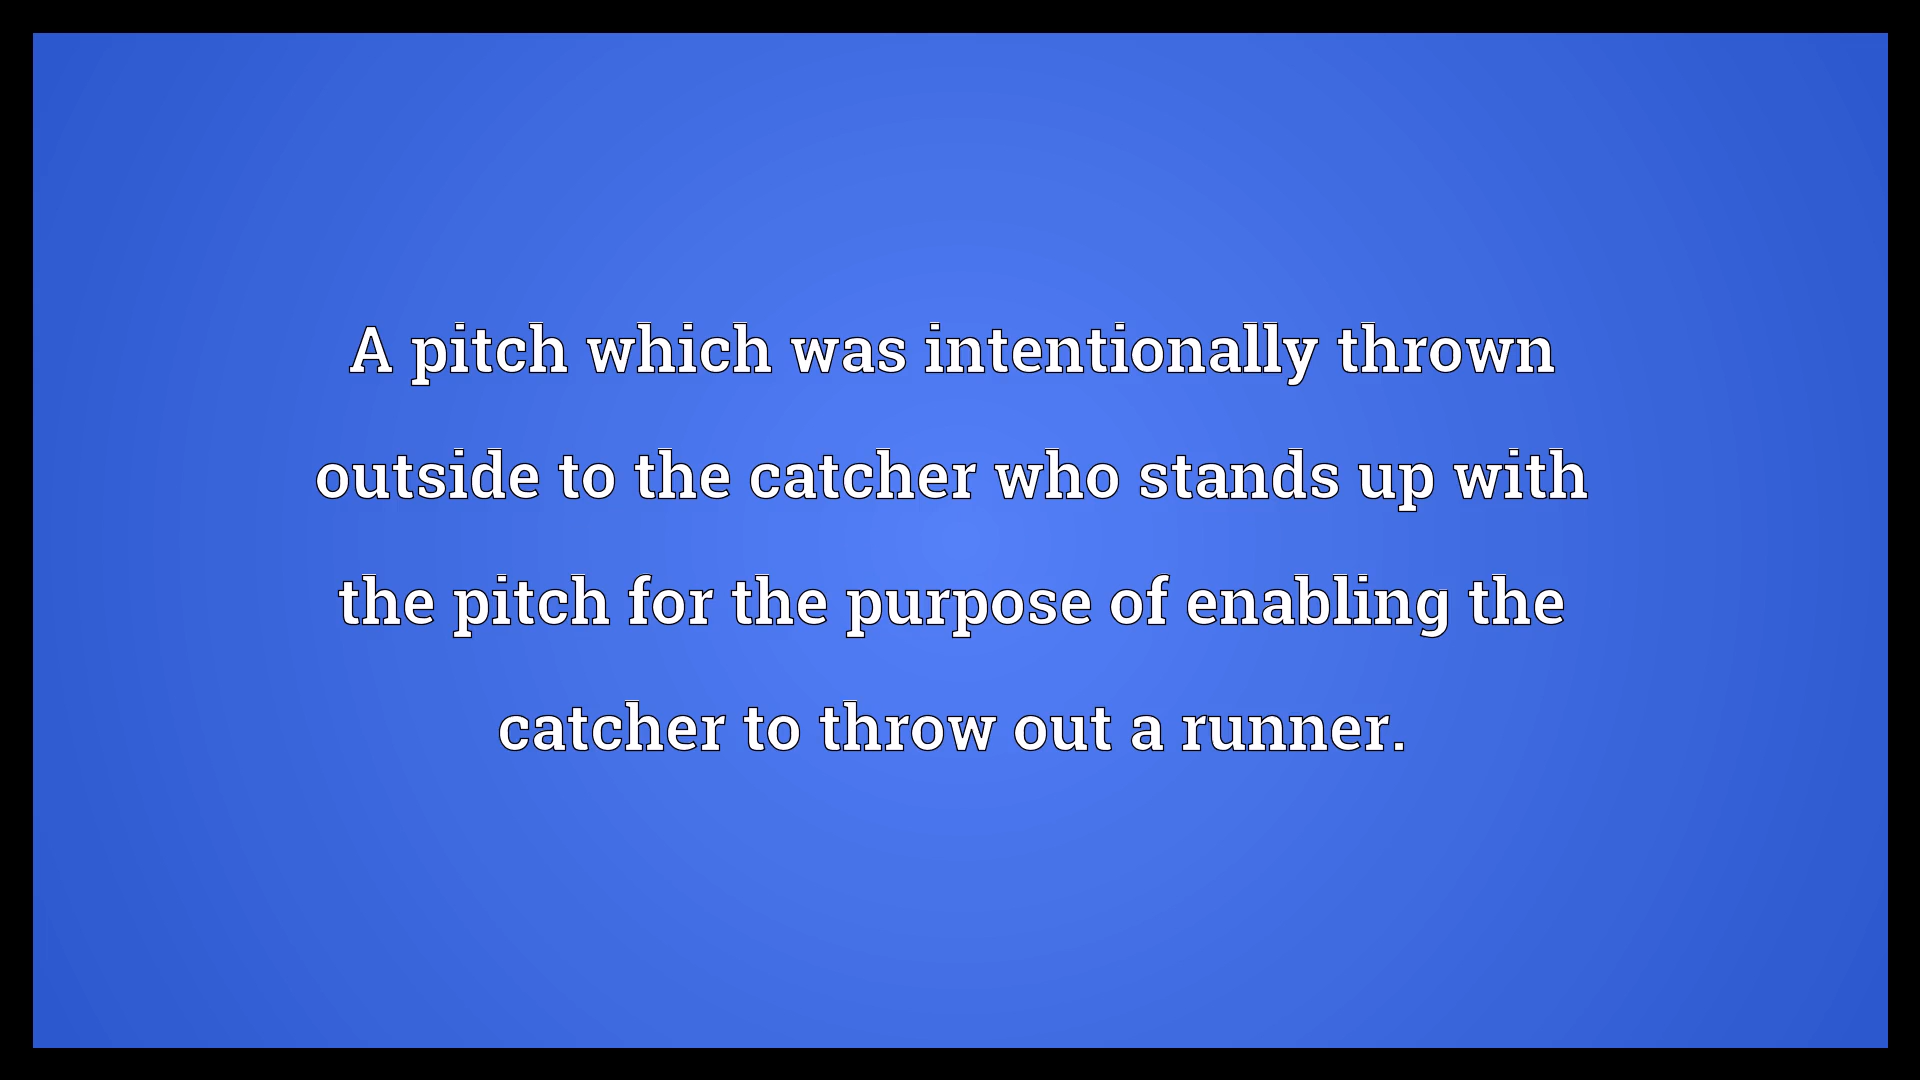 A pitch which was intentionally thrown
outside to the catcher who stands up with
the pitch for the purpose of enabling the
catcher to throw out a runner.